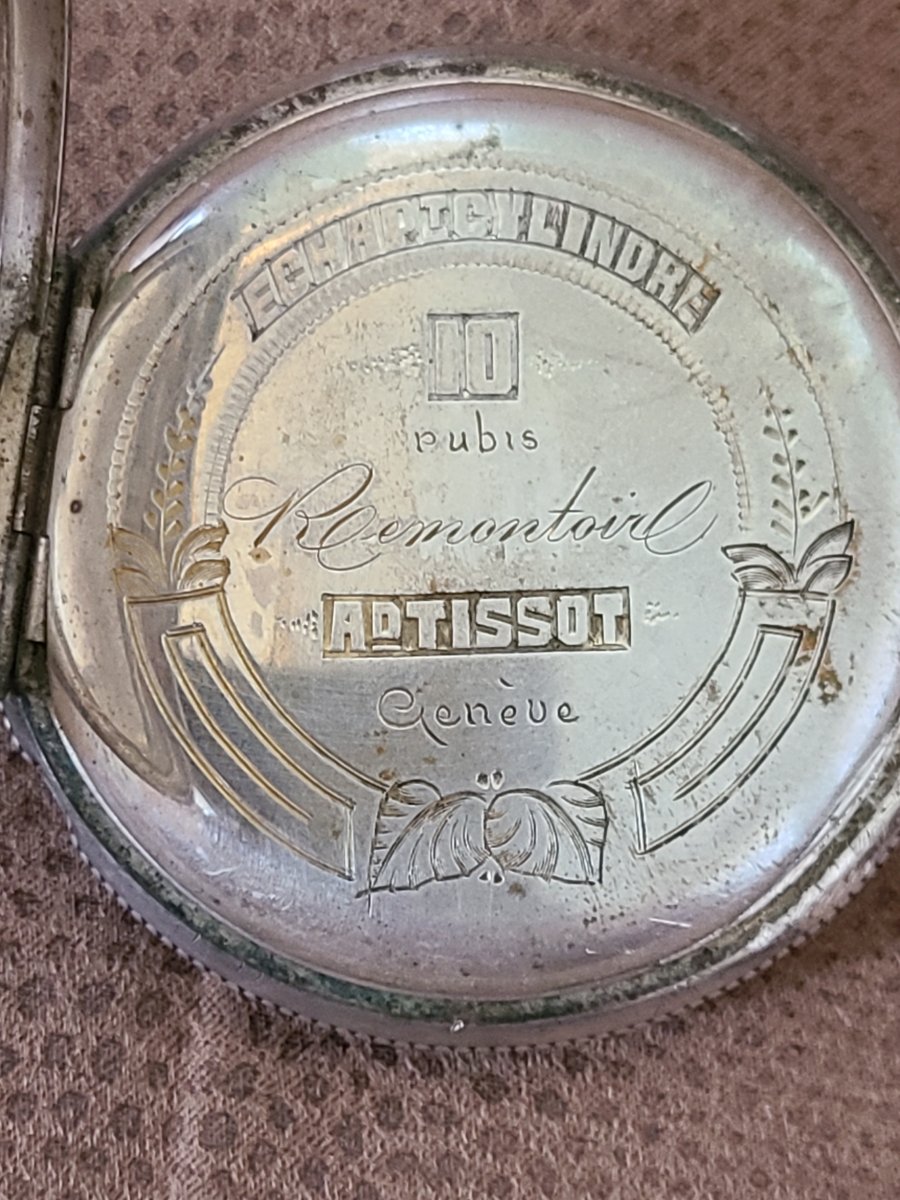 ECHAPT CYLINDRE
10
rubis
Remontoir
AD TISSOT
Genève